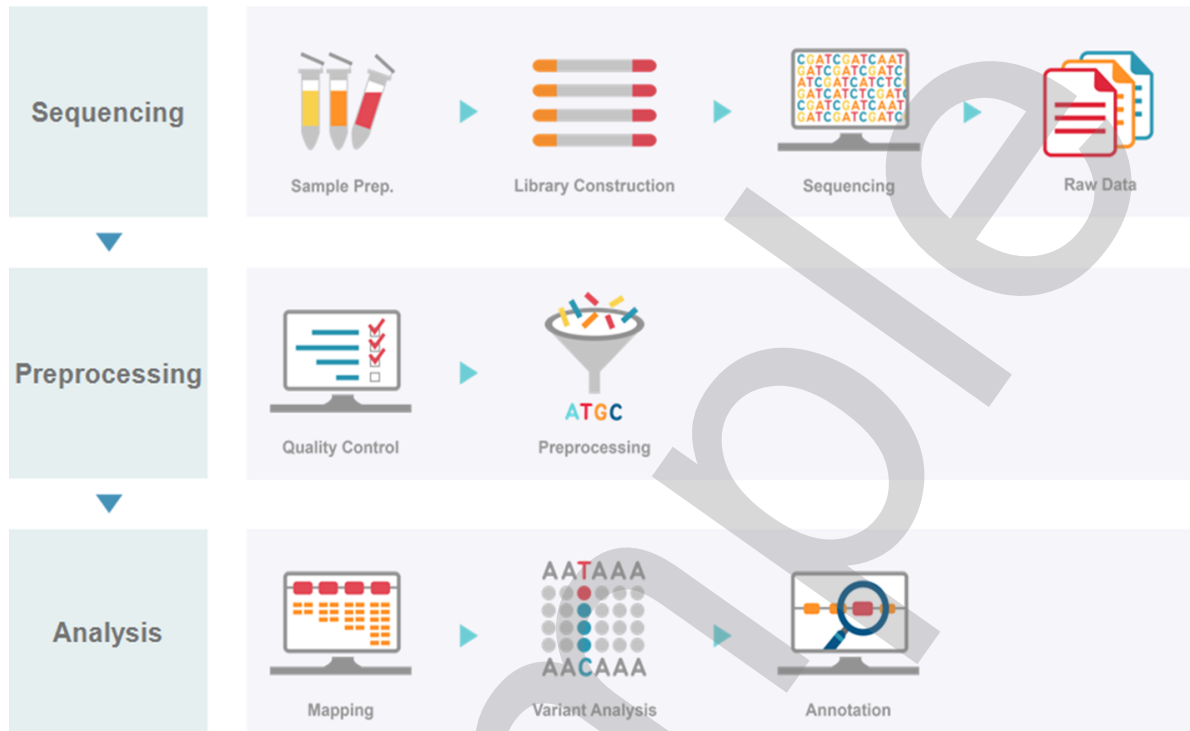 Sequencing
CGATCGATCAAT
GATCGATCGATC
ATCGATCATCTC
GATCATCTCGATC
CGATCGATCAAT
GATCGATCGATC
Sample Prep.
Library Construction
Sequencing
Raw Data
Preprocessing
ATGC
Quality Control
Preprocessing
Analysis
AATAAA
AACAAA
Mapping
Variant Analysis
Annotation